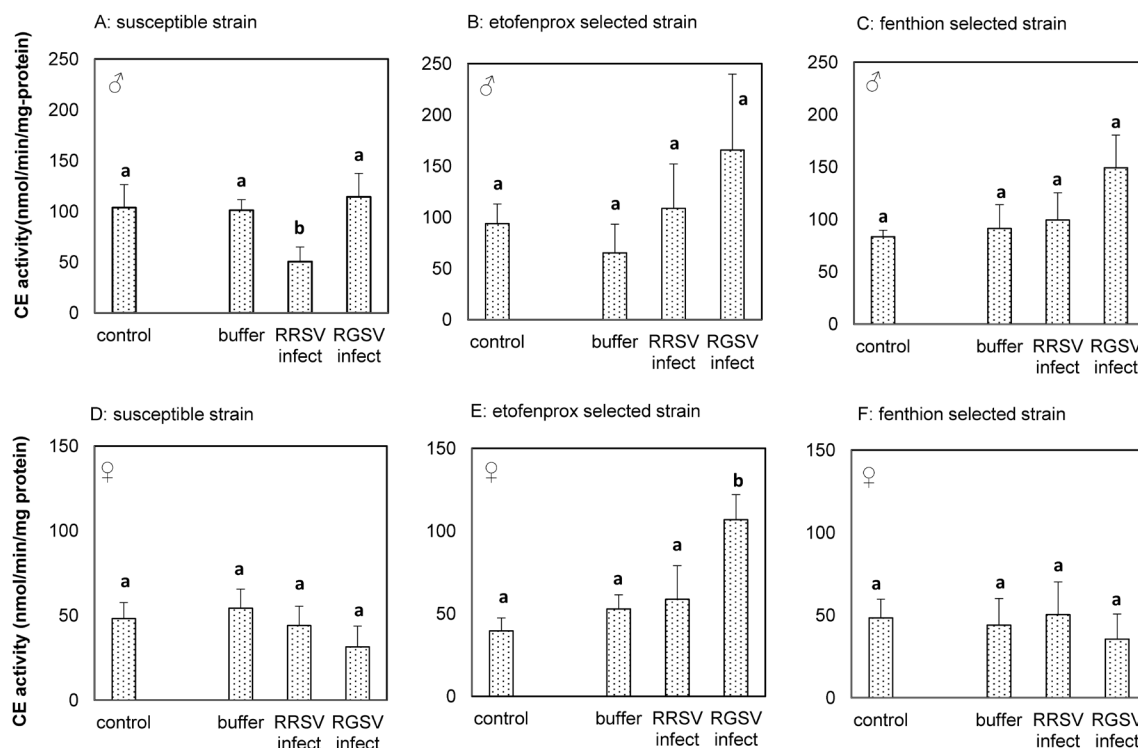 A: susceptible strain
B: etofenprox selected strain
C: fenthion selected strain
CE activity(nmol/min/mg-protein)
250
200
150
100
50
0
♂
a
a
b
a
control
buffer
RRSV
infect
RGSV
infect
250
200
150
100
50
0
♂
a
a
a
a
control
buffer
RRSV
infect
RGSV
infect
250
200
150
100
50
0
♂
a
a
a
a
control
buffer
RRSV
infect
RGSV
infect
D: susceptible strain
E: etofenprox selected strain
F: fenthion selected strain
CE activity (nmol/min/mg protein)
150
100
50
0
♀
a
a
a
a
control
buffer
RRSV
infect
RGSV
infect
150
100
50
0
♀
a
a
a
b
control
buffer
RRSV
infect
RGSV
infect
150
100
50
0
♀
a
a
a
a
control
buffer
RRSV
infect
RGSV
infect